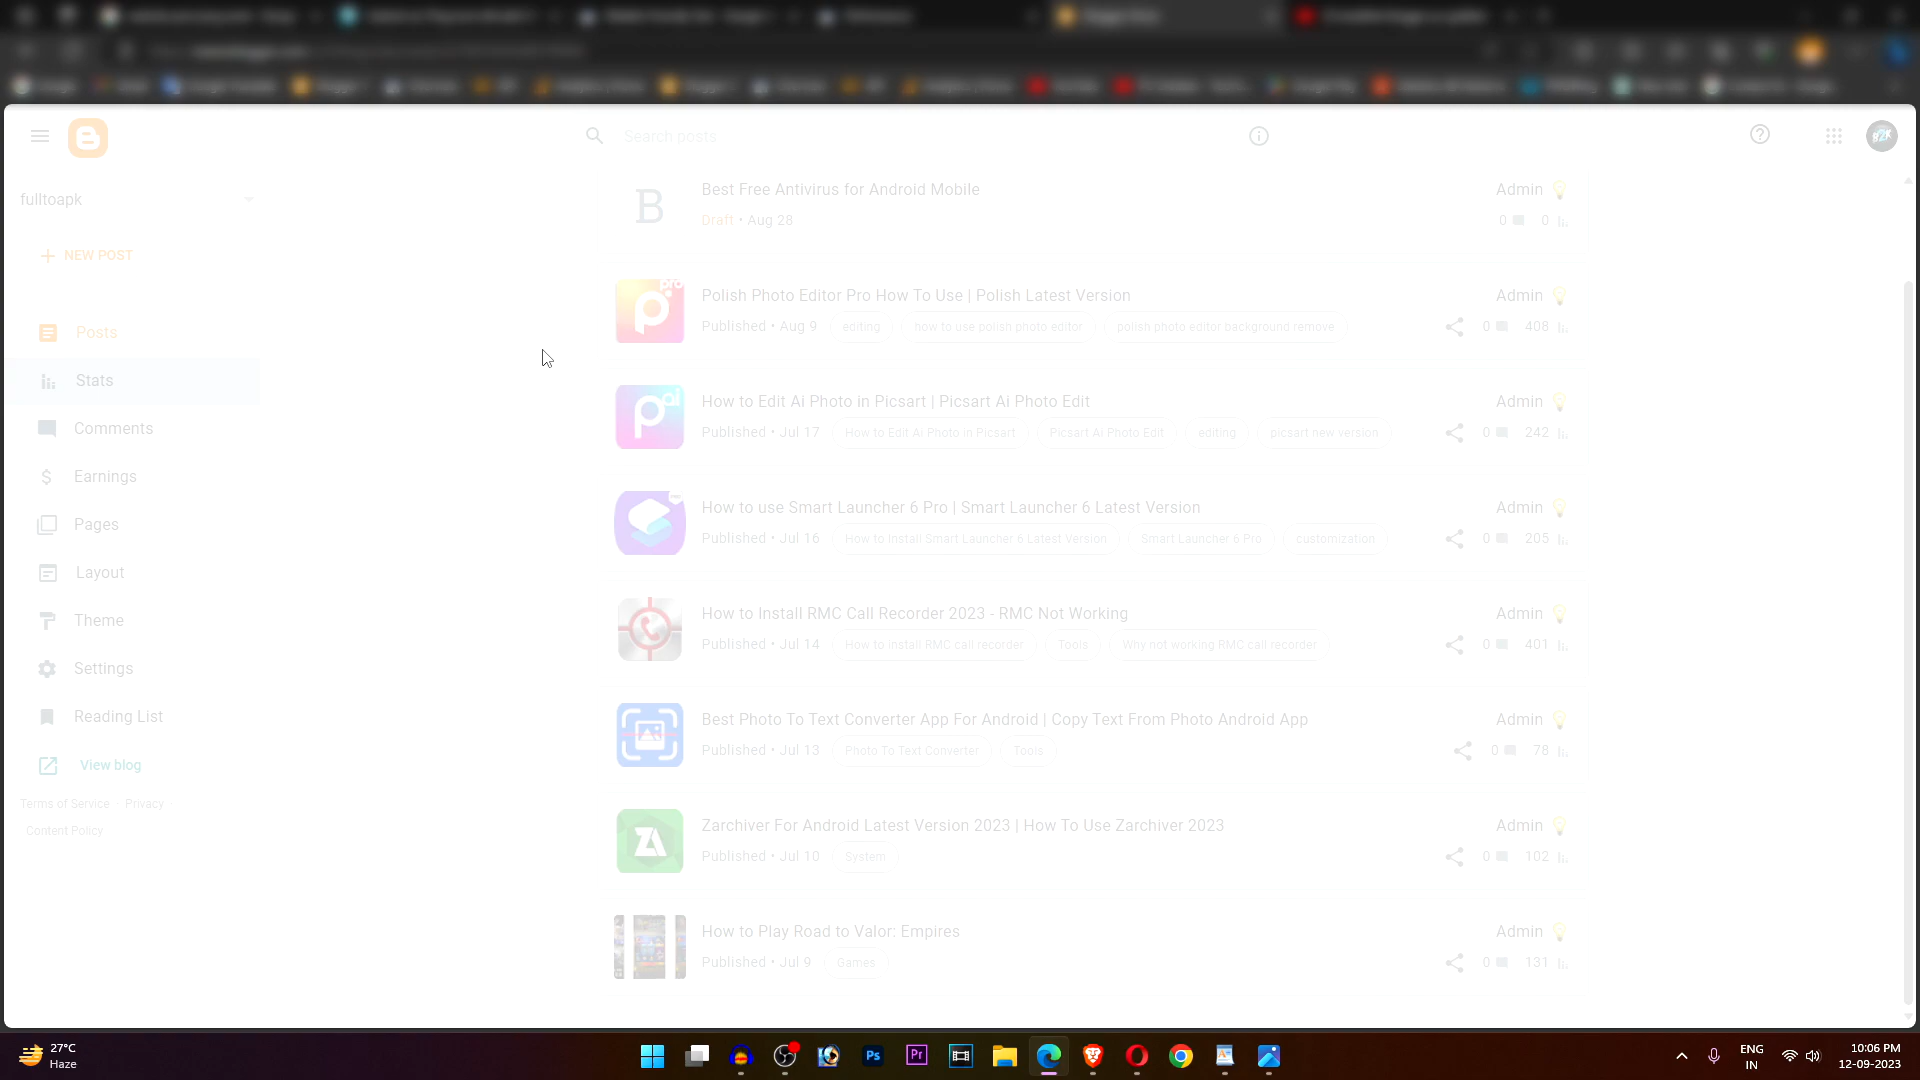 Search posts
fulltoapk
NEW POST
Posts
Stats
Comments
Earnings
Pages
Layout
Theme
Settings
Reading List
View blog
Terms of Service · Privacy ·
Content Policy
Best Free Antivirus for Android Mobile
Admin
Draft • Aug 28
0 0
Polish Photo Editor Pro How To Use | Polish Latest Version
Admin
Published • Aug 9 editing how to use polish photo editor polish photo editor background remove
0 408
How to Edit Ai Photo in Picsart | Picsart Ai Photo Edit
Admin
Published • Jul 17 How to Edit Ai Photo in Picsart Picsart Ai Photo Edit editing picsart new version
0 242
How to use Smart Launcher 6 Pro | Smart Launcher 6 Latest Version
Admin
Published • Jul 16 How to Install Smart Launcher 6 Latest Version Smart Launcher 6 Pro customization
0 205
How to Install RMC Call Recorder 2023 - RMC Not Working
Admin
Published • Jul 14 How to install RMC call recorder Tools Why not working RMC call recorder
0 401
Best Photo To Text Converter App For Android | Copy Text From Photo Android App
Admin
Published • Jul 13 Photo To Text Converter Tools
0 78
Zarchiver For Android Latest Version 2023 | How To Use Zarchiver 2023
Admin
Published • Jul 10 System
0 102
How to Play Road to Valor: Empires
Admin
Published • Jul 9 Games
0 131
27°C
Haze
Ps
Pr
ENG
IN
10:06 PM
12-09-2023